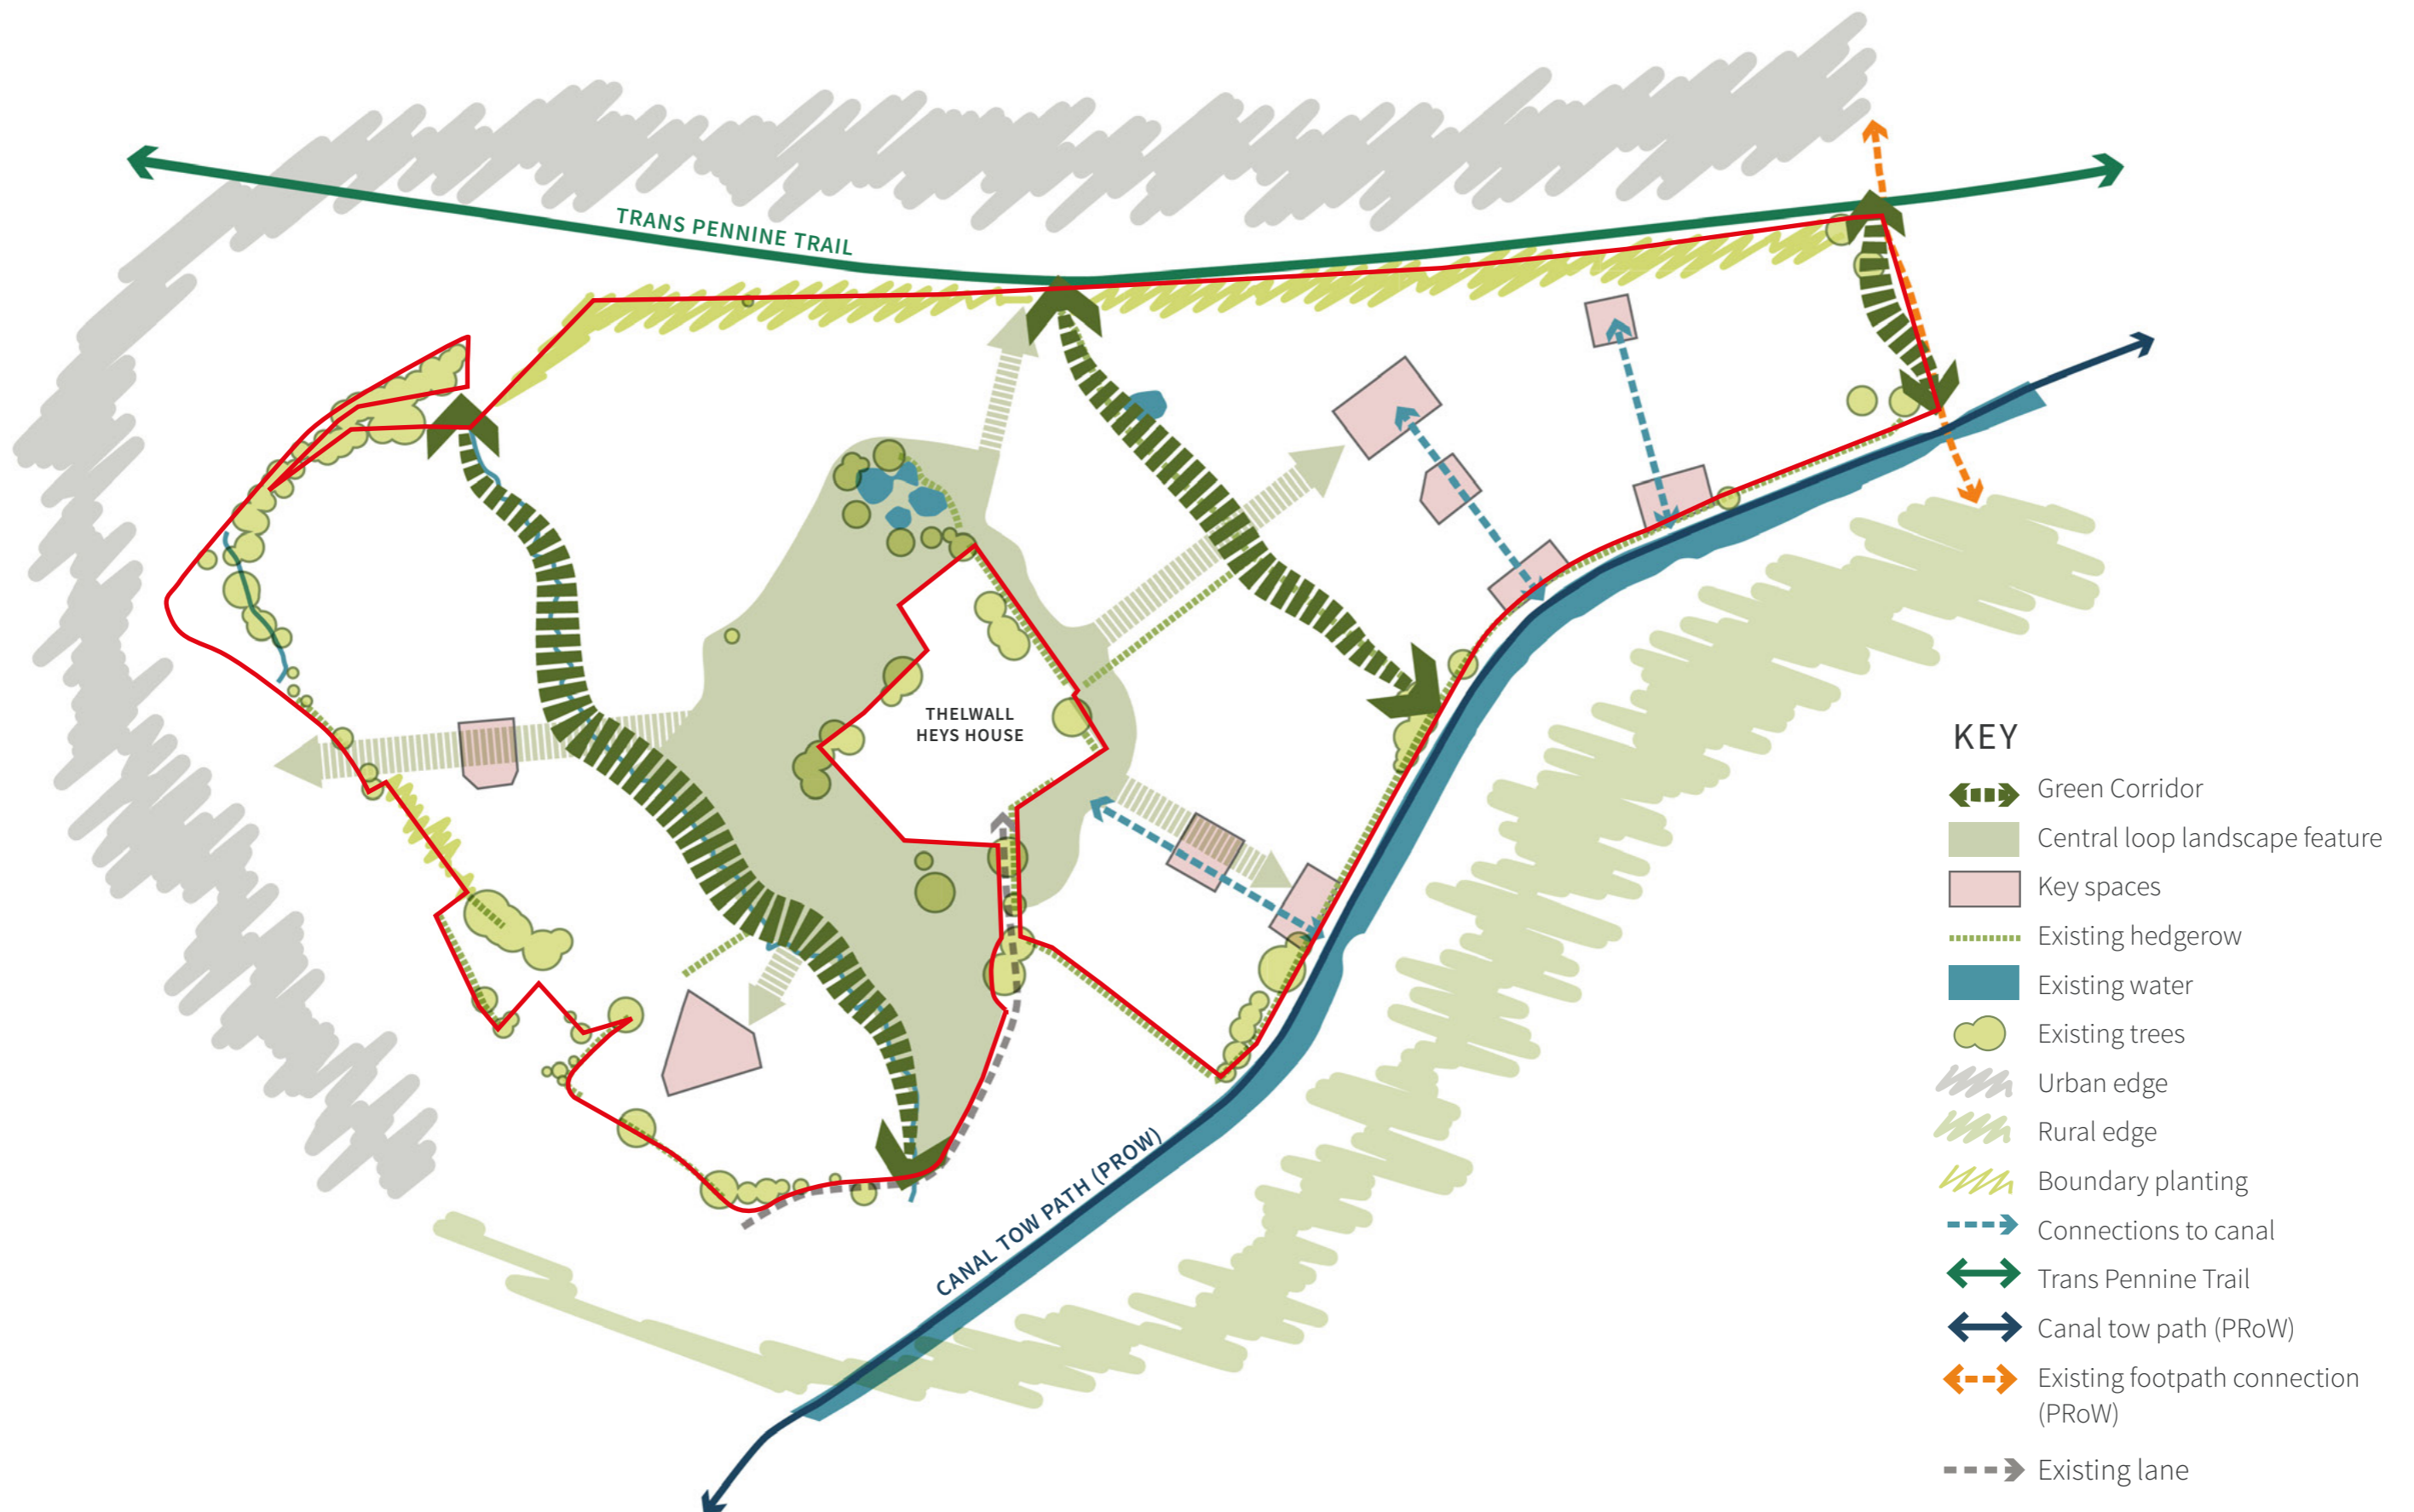 TRANS PENNINE TRAIL
THELWALL
HEYS HOUSE
CANAL TOW PATH (PROW)
KEY
Green Corridor
Central loop landscape feature
Key spaces
Existing hedgerow
Existing water
Existing trees
Urban edge
Rural edge
Boundary planting
Connections to canal
Trans Pennine Trail
Canal tow path (PRoW)
Existing footpath connection
(PRoW)
Existing lane